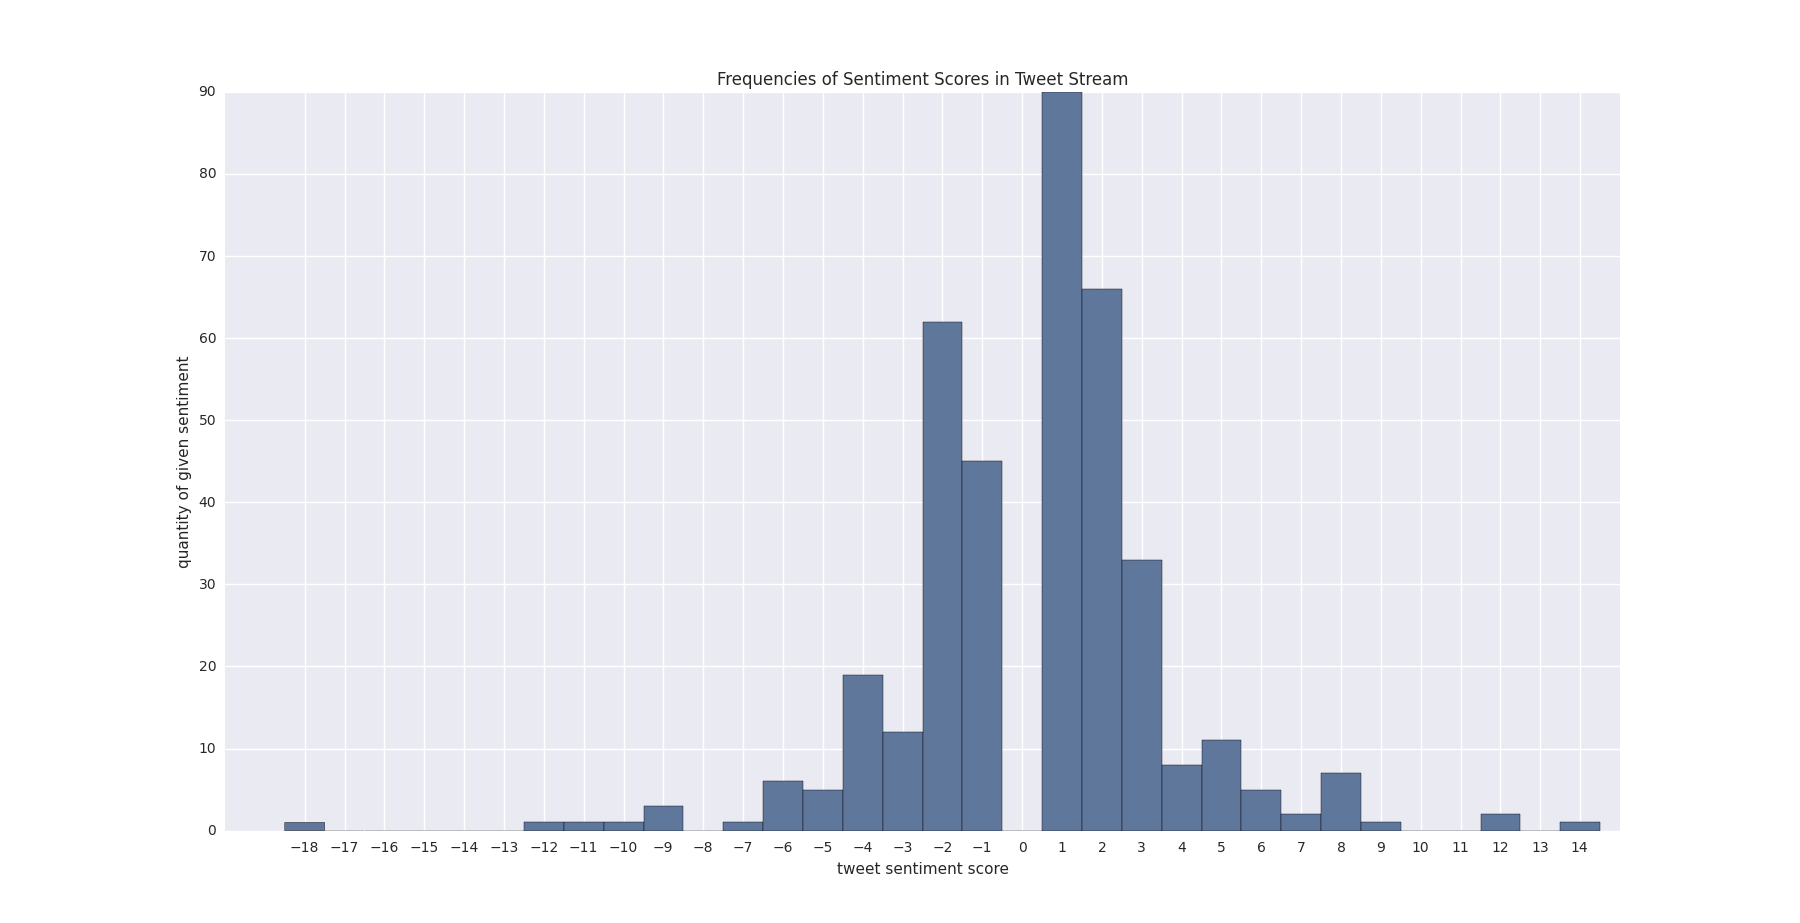 Frequencies of Sentiment Scores in Tweet Stream
90
80
70
60
50
40
30
20
10
0
quantity of given sentiment
−18 −17 −16 −15 −14 −13 −12 −11 −10 −9 −8 −7 −6 −5 −4 −3 −2 −1 0 1 2 3 4 5 6 7 8 9 10 11 12 13 14
tweet sentiment score